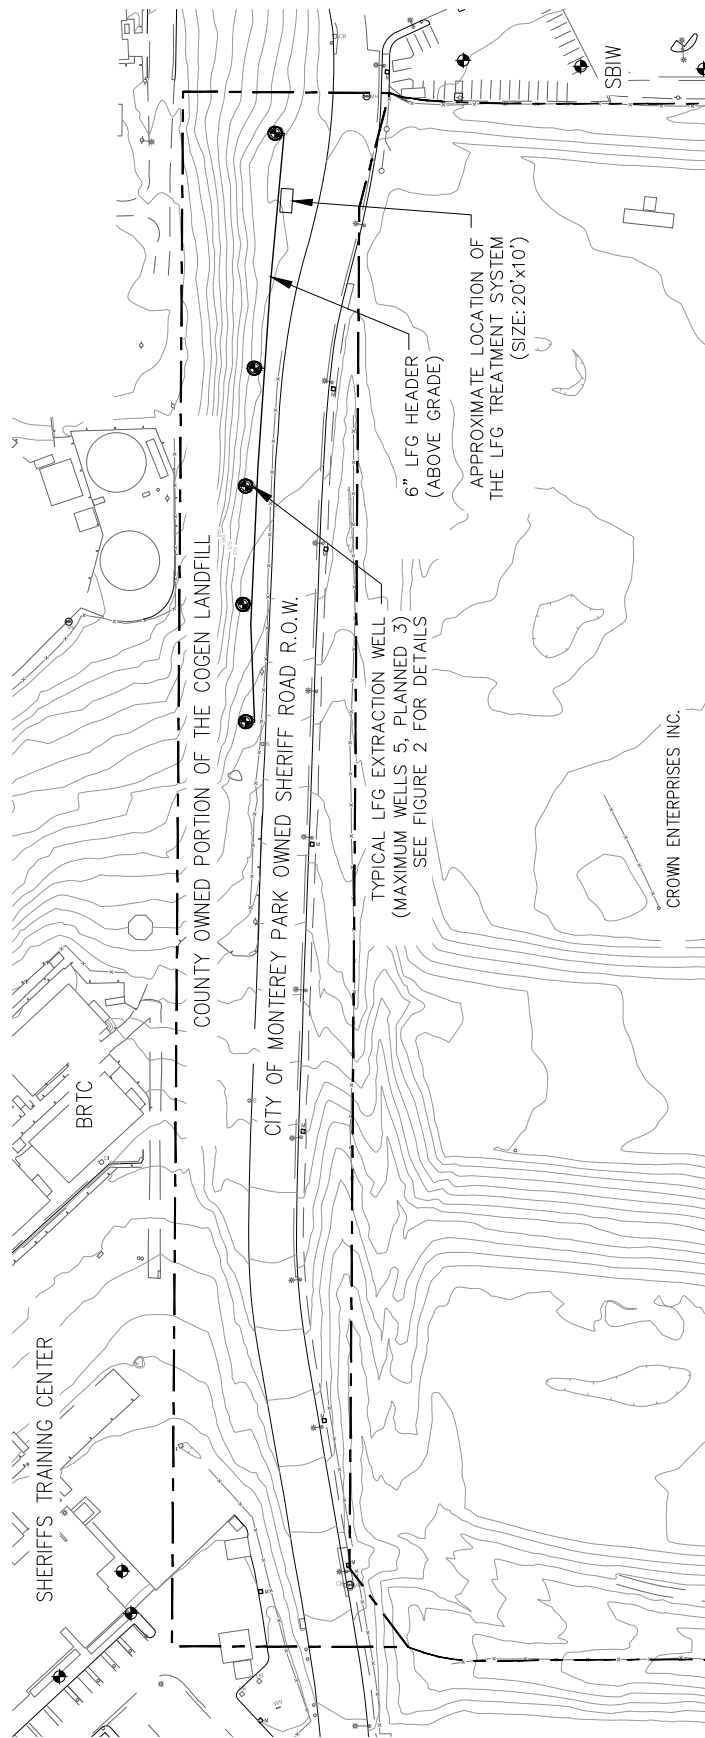 SHERIFFS TRAINING CENTER
BRTC
COUNTY OWNED PORTION OF THE COGEN LANDFILL
CITY OF MONTEREY PARK OWNED SHERIFF ROAD R.O.W.
TYPICAL LFG EXTRACTION WELL
(MAXIMUM WELLS 5, PLANNED 3)
SEE FIGURE 2 FOR DETAILS
6" LFG HEADER
(ABOVE GRADE)
APPROXIMATE LOCATION OF
THE LFG TREATMENT SYSTEM
(SIZE: 20'x10')
SBIW
CROWN ENTERPRISES INC.